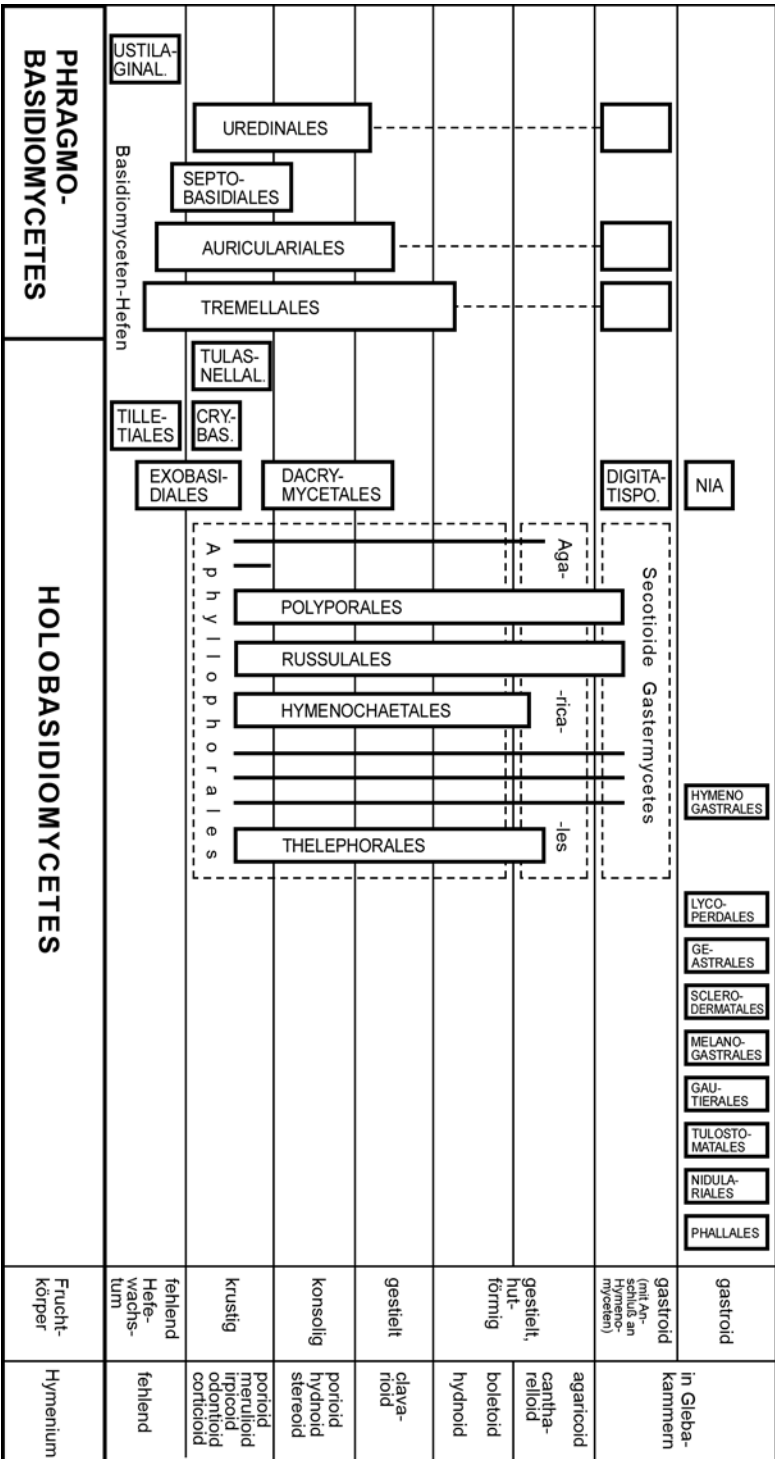 PHRAGMO-
BASIDIOMYCETES
HOLOBASIDIOMYCETES
Frucht-
körper
Hymenium
USTILA-
GINAL.
Basidiomyceten-Hefen
UREDINALES
SEPTO-
BASIDIALES
AURICULARIALES
TREMELLALES
TULAS-
NELLAL.
TILLE-
TIALES
CRY.-
BAS.
EXOBASI-
DIALES
DACRY-
MYCETALES
DIGITA-
TISPO.
NIA
Aphyllophorales
Aga-
-rica-
-les
Secotioide Gastermycetes
POLYPORALES
RUSSULALES
HYMENOCHAETALES
THELEPHORALES
HYMENO
GASTRALES
LYCO-
PERDALES
GE-
ASTRALES
SCLERO-
DERMATALES
MELANO-
GASTRALES
GAU-
TIERALES
TULOSTO-
MATALES
NIDULA-
RIALES
PHALLALES
fehlend
Hefe-
wachs-
tum
krustig
konsolig
gestielt
gestielt,
hut-
förmig
gastroid
(mit An-
schluß an
Hymeno-
myceten)
gastroid
fehlend
porioid
merulioid
irpicoid
odontioid
corticioid
porioid
hydnoid
stereoid
clava-
rioid
boletoid
hydnoid
agaricoid
cantha-
relloid
in Gleba-
kammern